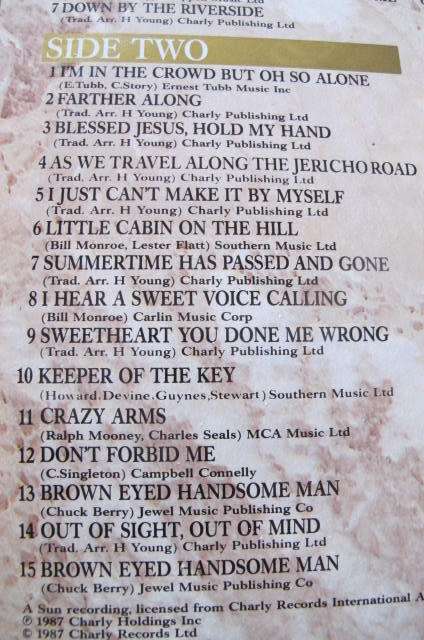 7 DOWN BY THE RIVERSIDE
(Trad. Arr. H Young) Charly Publishing Ltd
SIDE TWO
1 I'M IN THE CROWD BUT OH SO ALONE
(E.Tubb, C.Story) Ernest Tubb Music Inc
2 FARTHER ALONG
(Trad. Arr. H Young) Charly Publishing Ltd
3 BLESSED JESUS, HOLD MY HAND
(Trad. Arr. H Young) Charly Publishing Ltd
4 AS WE TRAVEL ALONG THE JERICHO ROAD
(Trad. Arr. H Young) Charly Publishing Ltd
5 I JUST CAN'T MAKE IT BY MYSELF
(Trad. Arr. H Young) Charly Publishing Ltd
6 LITTLE CABIN ON THE HILL
(Bill Monroe, Lester Flatt) Southern Music Ltd
7 SUMMERTIME HAS PASSED AND GONE
(Trad. Arr. H Young) Charly Publishing Ltd
8 I HEAR A SWEET VOICE CALLING
(Bill Monroe) Carlin Music Corp
9 SWEETHEART YOU DONE ME WRONG
(Trad. Arr. H Young) Charly Publishing Ltd
10 KEEPER OF THE KEY
(Howard.Devine.Guynes,Stewart) Southern Music Ltd
11 CRAZY ARMS
(Ralph Mooney, Charles Seals) MCA Music Ltd
12 DON'T FORBID ME
(C.Singleton) Campbell Connelly
13 BROWN EYED HANDSOME MAN
(Chuck Berry) Jewel Music Publishing Co
14 OUT OF SIGHT, OUT OF MIND
(Trad. Arr. H Young) Charly Publishing Ltd
15 BROWN EYED HANDSOME MAN
(Chuck Berry) Jewel Music Publishing Co
A Sun recording, licensed from Charly Records International A
℗ 1987 Charly Holdings Inc
© 1987 Charly Records Ltd